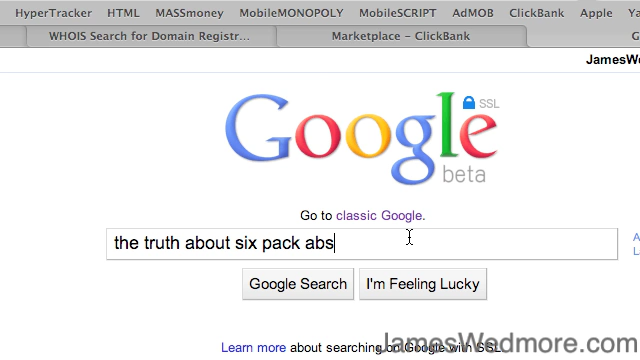 HyperTracker HTML MASSmoney MobileMONOPOLY MobileSCRIPT AdMOB ClickBank Apple
WHOIS Search for Domain Registr... Marketplace - ClickBank G
JamesWe
Google SSL
beta
Go to classic Google.
the truth about six pack abs
Google Search I'm Feeling Lucky
Learn more about searching on Google with SSL
JamesWedmore.com